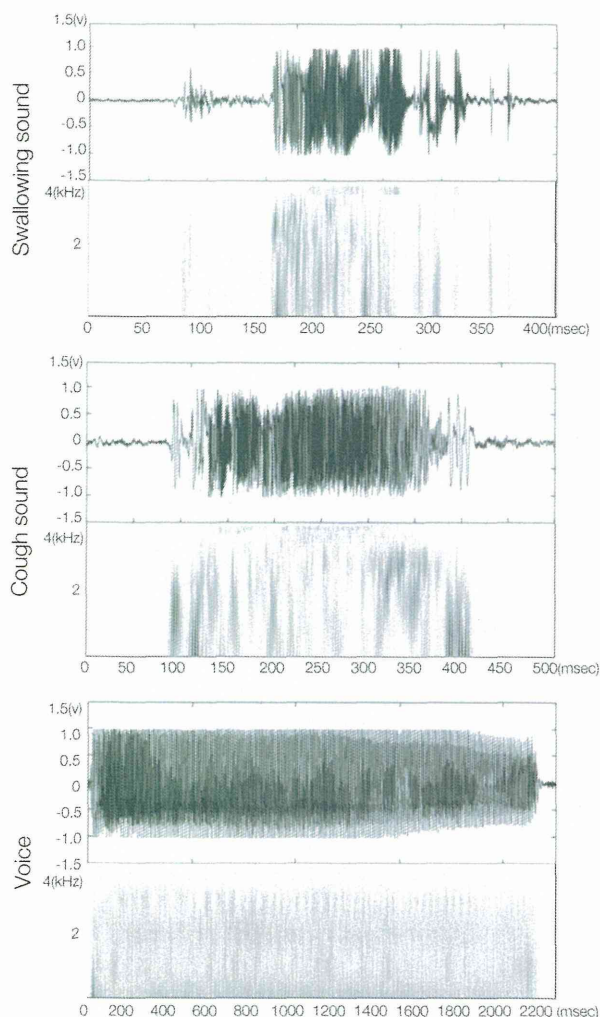 Swallowing sound
1.5(v)
1.0
0.5
0
-0.5
-1.0
-1.5
4(kHz)
2
0 50 100 150 200 250 300 350 400(msec)
Cough sound
1.5(v)
1.0
0.5
0
-0.5
-1.0
-1.5
4(kHz)
2
0 50 100 150 200 250 300 350 400 450 500(msec)
Voice
1.5(v)
1.0
0.5
0
-0.5
-1.0
-1.5
4(kHz)
2
0 200 400 600 800 1000 1200 1400 1600 1800 2000 2200(msec)